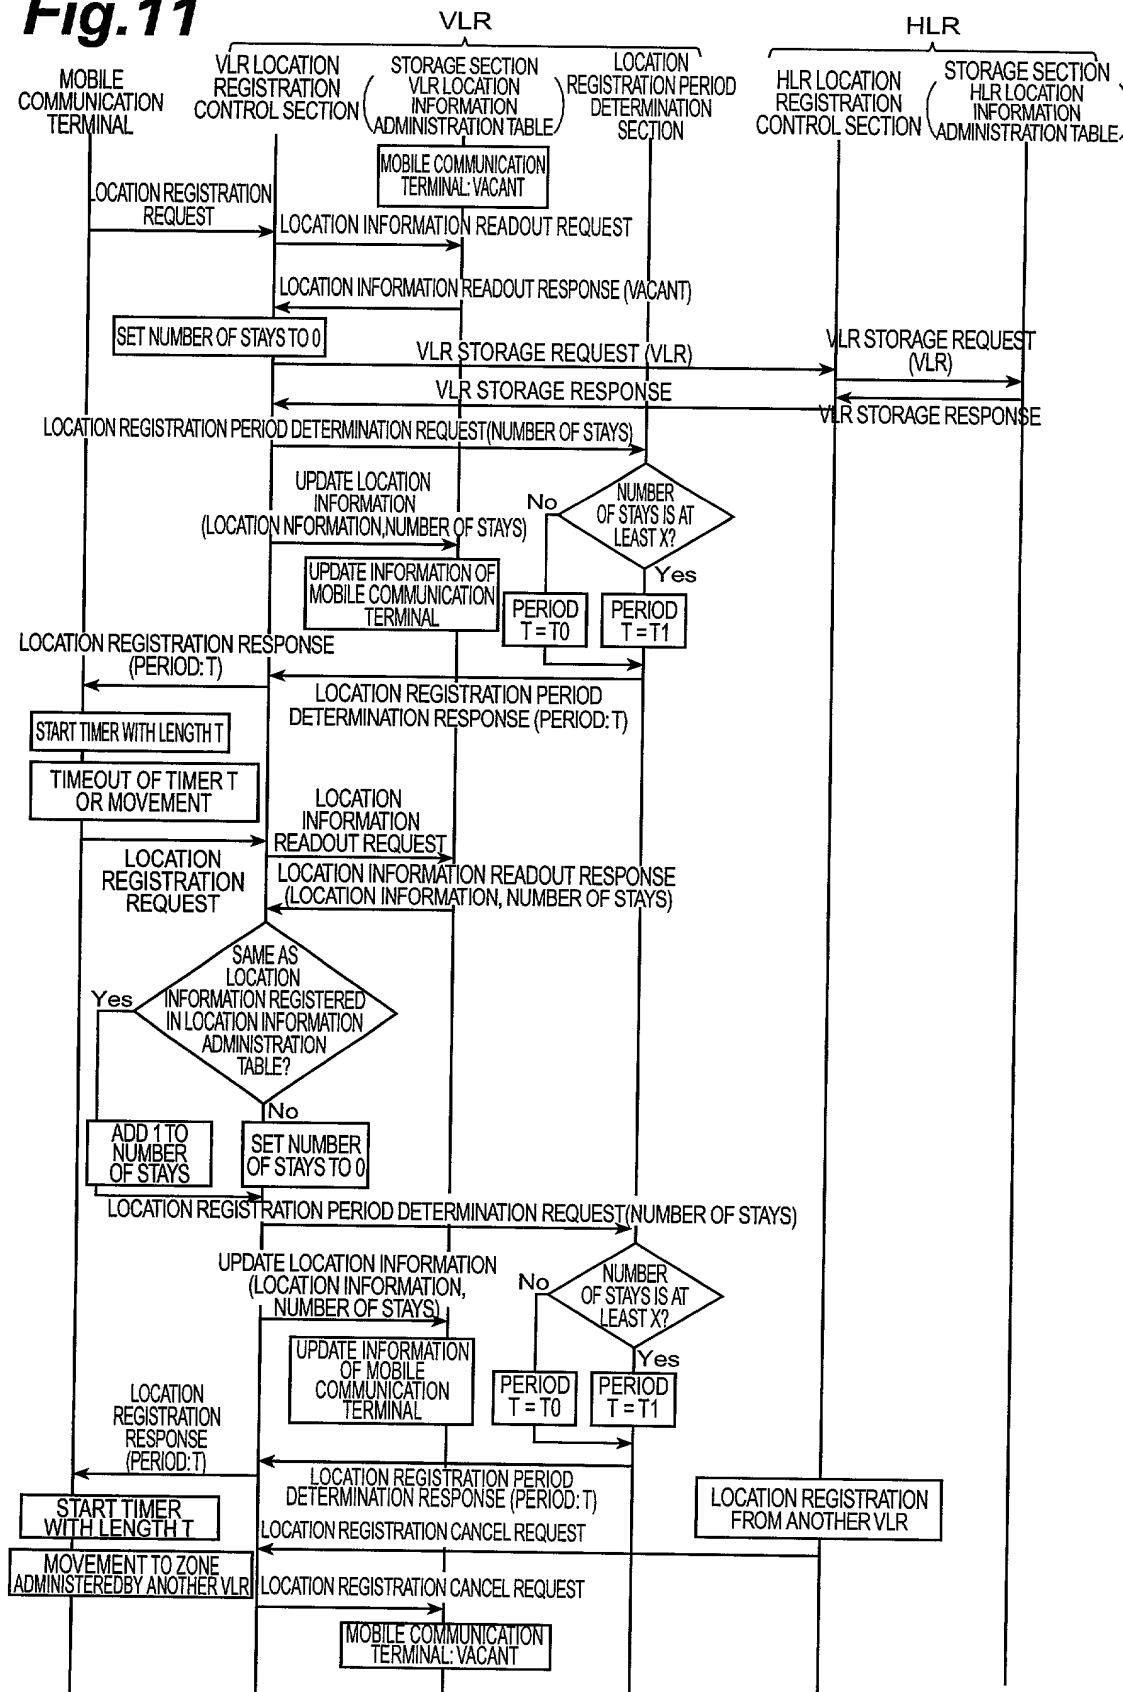 Fig.11
VLR
HLR
MOBILE
COMMUNICATION
TERMINAL
VLR LOCATION
REGISTRATION
CONTROL SECTION
STORAGE SECTION
VLR LOCATION
INFORMATION
ADMINISTRATION TABLE
LOCATION
REGISTRATION PERIOD
DETERMINATION
SECTION
HLR LOCATION
REGISTRATION
CONTROL SECTION
STORAGE SECTION
HLR LOCATION
INFORMATION
ADMINISTRATION TABLE
MOBILE COMMUNICATION
TERMINAL: VACANT
LOCATION REGISTRATION
REQUEST
LOCATION INFORMATION READOUT REQUEST
LOCATION INFORMATION READOUT RESPONSE (VACANT)
SET NUMBER OF STAYS TO 0
VLR STORAGE REQUEST (VLR)
VLR STORAGE REQUEST
(VLR)
VLR STORAGE RESPONSE
VLR STORAGE RESPONSE
LOCATION REGISTRATION PERIOD DETERMINATION REQUEST(NUMBER OF STAYS)
UPDATE LOCATION
INFORMATION
(LOCATION NFORMATION,NUMBER OF STAYS)
NUMBER
OF STAYS IS AT
LEAST X?
No
Yes
UPDATE INFORMATION OF
MOBILE COMMUNICATION
TERMINAL
PERIOD
T = T0
PERIOD
T = T1
LOCATION REGISTRATION RESPONSE
(PERIOD: T)
LOCATION REGISTRATION PERIOD
DETERMINATION RESPONSE (PERIOD: T)
START TIMER WITH LENGTH T
TIMEOUT OF TIMER T
OR MOVEMENT
LOCATION
INFORMATION
READOUT REQUEST
LOCATION
REGISTRATION
REQUEST
LOCATION INFORMATION READOUT RESPONSE
(LOCATION INFORMATION, NUMBER OF STAYS)
SAME AS
LOCATION
INFORMATION REGISTERED
IN LOCATION INFORMATION
ADMINISTRATION
TABLE?
Yes
No
ADD 1 TO
NUMBER
OF STAYS
SET NUMBER
OF STAYS TO 0
LOCATION REGISTRATION PERIOD DETERMINATION REQUEST(NUMBER OF STAYS)
UPDATE LOCATION INFORMATION
(LOCATION INFORMATION,
NUMBER OF STAYS)
NUMBER
OF STAYS IS AT
LEAST X?
No
Yes
UPDATE INFORMATION
OF MOBILE
COMMUNICATION
TERMINAL
PERIOD
T = T0
PERIOD
T = T1
LOCATION
REGISTRATION
RESPONSE
(PERIOD: T)
LOCATION REGISTRATION PERIOD
DETERMINATION RESPONSE (PERIOD: T)
START TIMER
WITH LENGTH T
LOCATION REGISTRATION
FROM ANOTHER VLR
LOCATION REGISTRATION CANCEL REQUEST
MOVEMENT TO ZONE
ADMINISTEREDBY ANOTHER VLR
LOCATION REGISTRATION CANCEL REQUEST
MOBILE COMMUNICATION
TERMINAL: VACANT